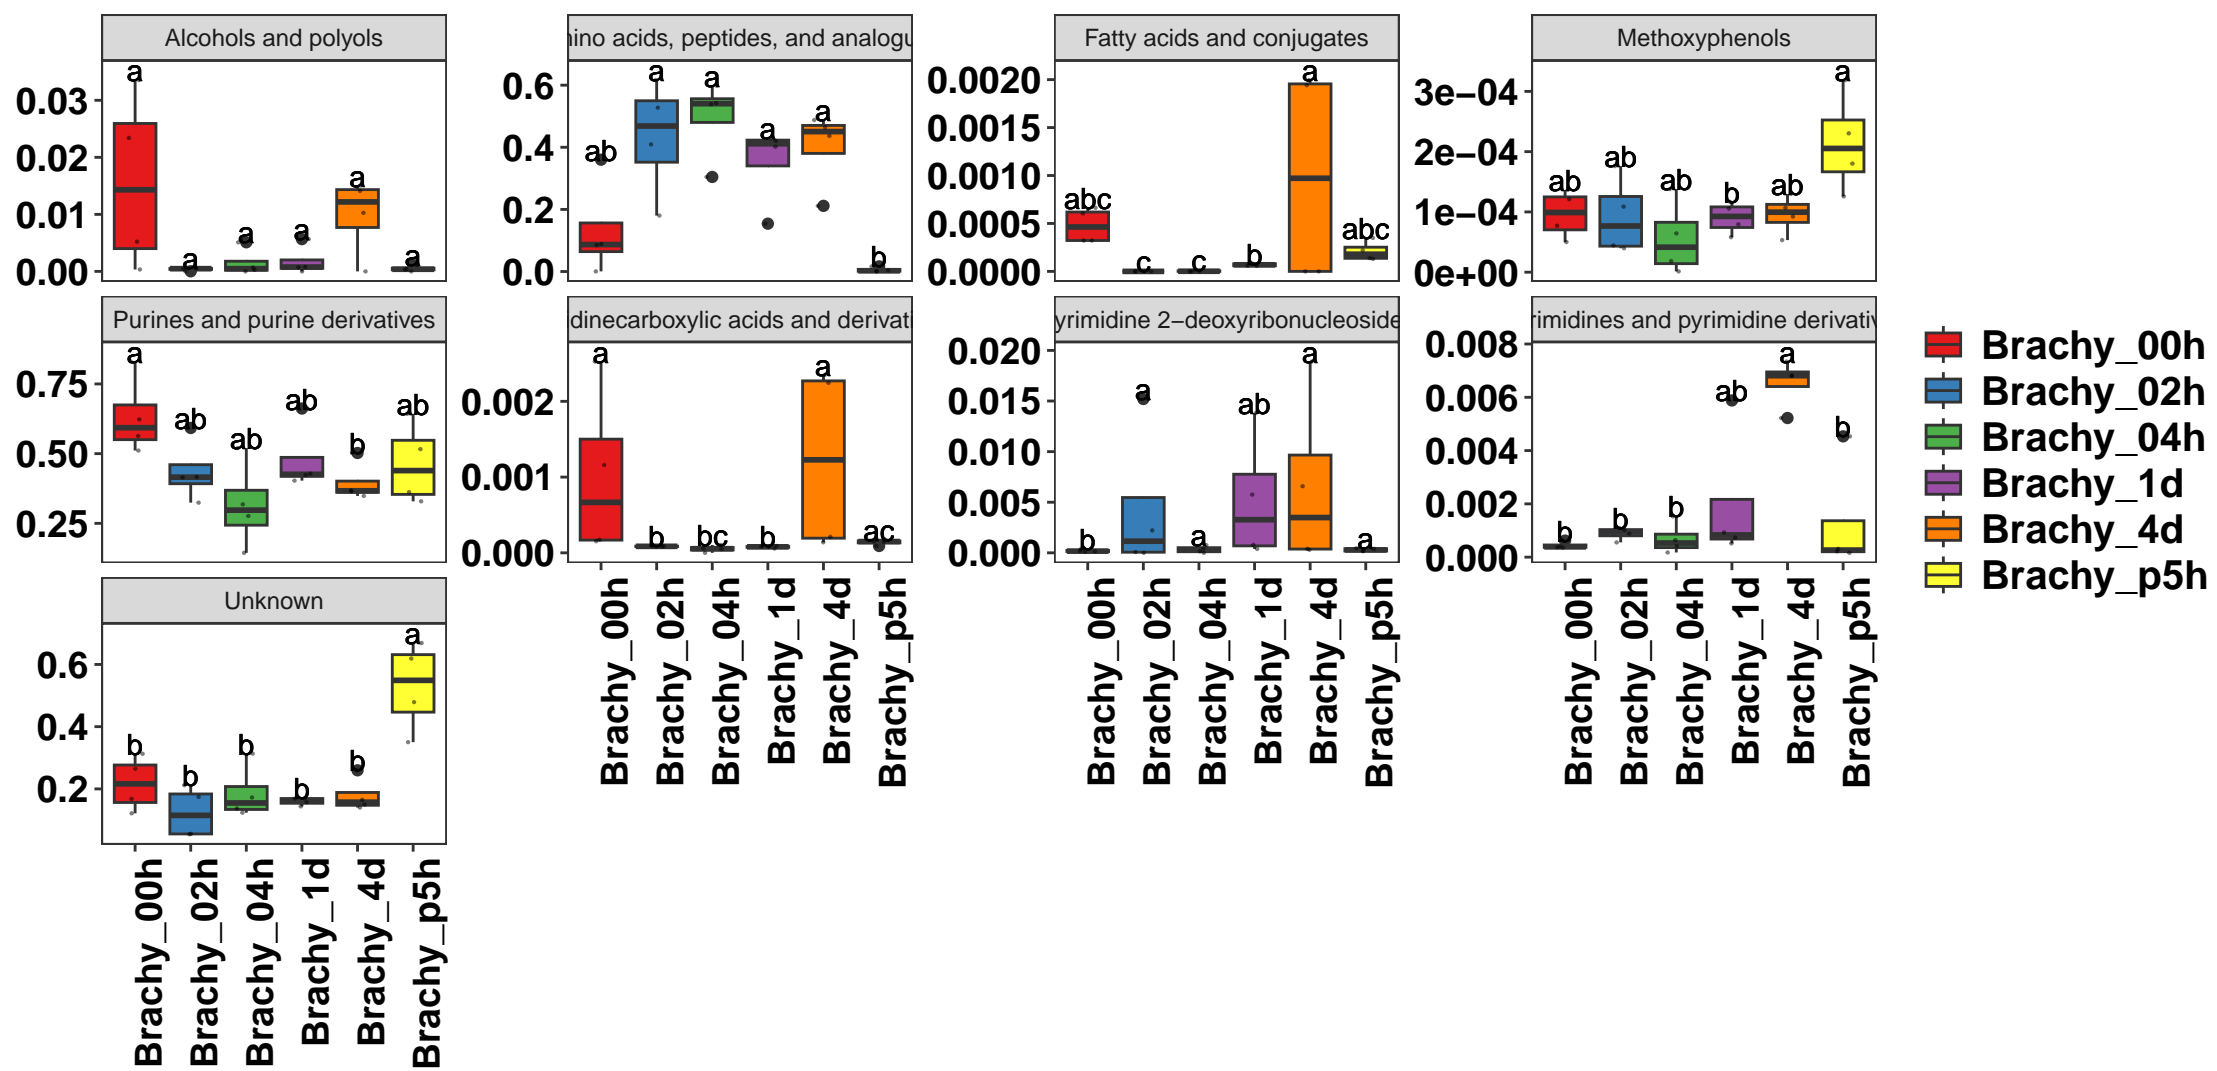 Alcohols and polyols
ino acids, peptides, and analogu
Fatty acids and conjugates
Methoxyphenols
0.03
0.02
0.01
0.00
a
a
a
a
a
a
0.6
0.4
0.2
0.0
ab
a
a
a
a
b
0.0020
0.0015
0.0010
0.0005
0.0000
abc
c
c
b
a
abc
3e−04
2e−04
1e−04
0e+00
ab
ab
ab
b
ab
a
Purines and purine derivatives
dinecarboxylic acids and derivati
yrimidine 2−deoxyribonucleoside
rimidines and pyrimidine derivativ
0.75
0.50
0.25
a
ab
ab
ab
b
ab
0.002
0.001
0.000
a
b
bc
b
a
ac
0.020
0.015
0.010
0.005
0.000
b
a
a
ab
a
a
0.008
0.006
0.004
0.002
0.000
b
b
b
ab
a
b
Brachy_00h
Brachy_02h
Brachy_04h
Brachy_1d
Brachy_4d
Brachy_p5h
Unknown
0.6
0.4
0.2
b
b
b
b
b
a
Brachy_00h
Brachy_02h
Brachy_04h
Brachy_1d
Brachy_4d
Brachy_p5h
Brachy_00h
Brachy_02h
Brachy_04h
Brachy_1d
Brachy_4d
Brachy_p5h
Brachy_00h
Brachy_02h
Brachy_04h
Brachy_1d
Brachy_4d
Brachy_p5h
Brachy_00h
Brachy_02h
Brachy_04h
Brachy_1d
Brachy_4d
Brachy_p5h